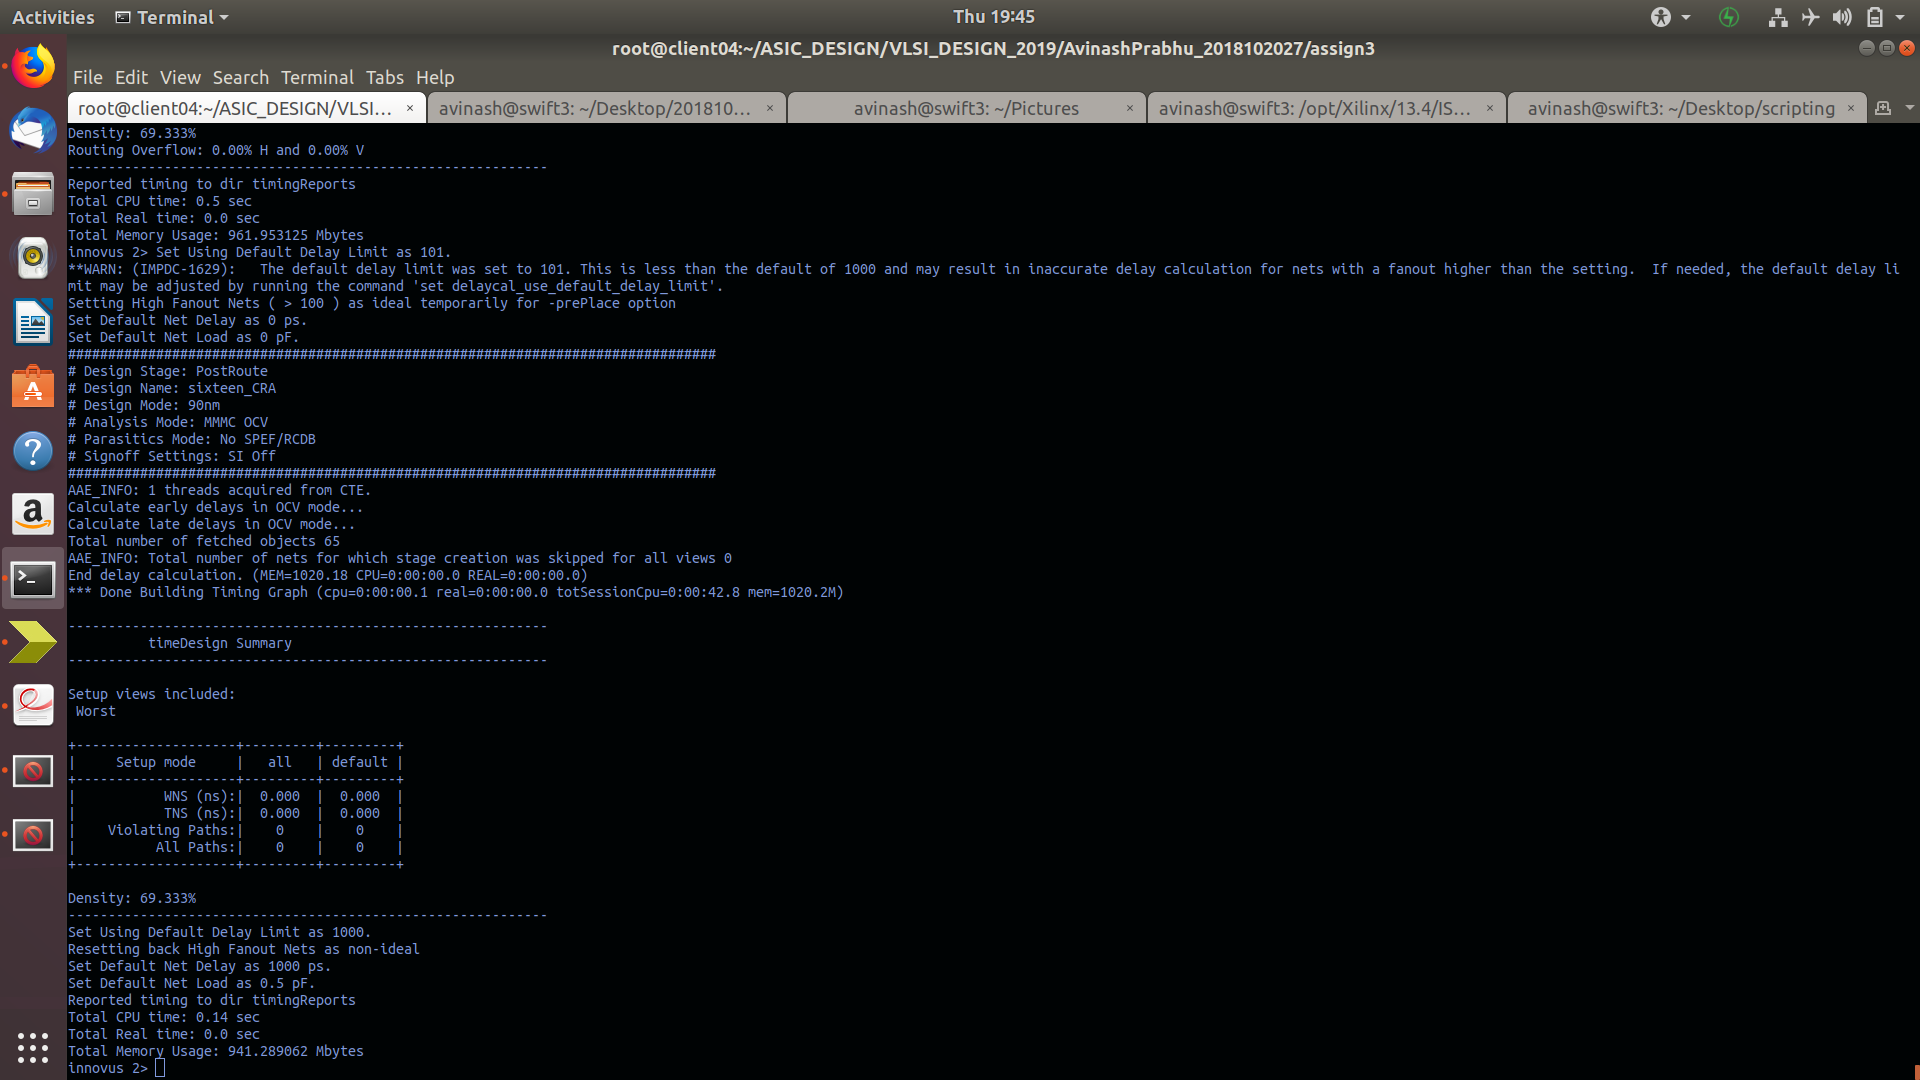 Activities
Terminal
Thu 19:45
root@client04:~/ASIC_DESIGN/VLSI_DESIGN_2019/AvinashPrabhu_2018102027/assign3
File Edit View Search Terminal Tabs Help
root@client04:~/ASIC_DESIGN/VLSI... ×
avinash@swift3: ~/Desktop/201810... ×
avinash@swift3: ~/Pictures ×
avinash@swift3: /opt/Xilinx/13.4/IS... ×
avinash@swift3: ~/Desktop/scripting ×
Density: 69.333%
Routing Overflow: 0.00% H and 0.00% V
------------------------------------------------------------
Reported timing to dir timingReports
Total CPU time: 0.5 sec
Total Real time: 0.0 sec
Total Memory Usage: 961.953125 Mbytes
innovus 2> Set Using Default Delay Limit as 101.
**WARN: (IMPDC-1629):   The default delay limit was set to 101. This is less than the default of 1000 and may result in inaccurate delay calculation for nets with a fanout higher than the setting.  If needed, the default delay li
mit may be adjusted by running the command 'set delaycal_use_default_delay_limit'.
Setting High Fanout Nets ( > 100 ) as ideal temporarily for -prePlace option
Set Default Net Delay as 0 ps.
Set Default Net Load as 0 pF.
#################################################################################
# Design Stage: PostRoute
# Design Name: sixteen_CRA
# Design Mode: 90nm
# Analysis Mode: MMMC OCV
# Parasitics Mode: No SPEF/RCDB
# Signoff Settings: SI Off
#################################################################################
AAE_INFO: 1 threads acquired from CTE.
Calculate early delays in OCV mode...
Calculate late delays in OCV mode...
Total number of fetched objects 65
AAE_INFO: Total number of nets for which stage creation was skipped for all views 0
End delay calculation. (MEM=1020.18 CPU=0:00:00.0 REAL=0:00:00.0)
*** Done Building Timing Graph (cpu=0:00:00.1 real=0:00:00.0 totSessionCpu=0:00:42.8 mem=1020.2M)
------------------------------------------------------------
          timeDesign Summary
------------------------------------------------------------
Setup views included:
 Worst
+--------------------+---------+---------+
|     Setup mode     |   all   | default |
+--------------------+---------+---------+
|           WNS (ns):|  0.000  |  0.000  |
|           TNS (ns):|  0.000  |  0.000  |
|    Violating Paths:|    0    |    0    |
|          All Paths:|    0    |    0    |
+--------------------+---------+---------+
Density: 69.333%
------------------------------------------------------------
Set Using Default Delay Limit as 1000.
Resetting back High Fanout Nets as non-ideal
Set Default Net Delay as 1000 ps.
Set Default Net Load as 0.5 pF.
Reported timing to dir timingReports
Total CPU time: 0.14 sec
Total Real time: 0.0 sec
Total Memory Usage: 941.289062 Mbytes
innovus 2>